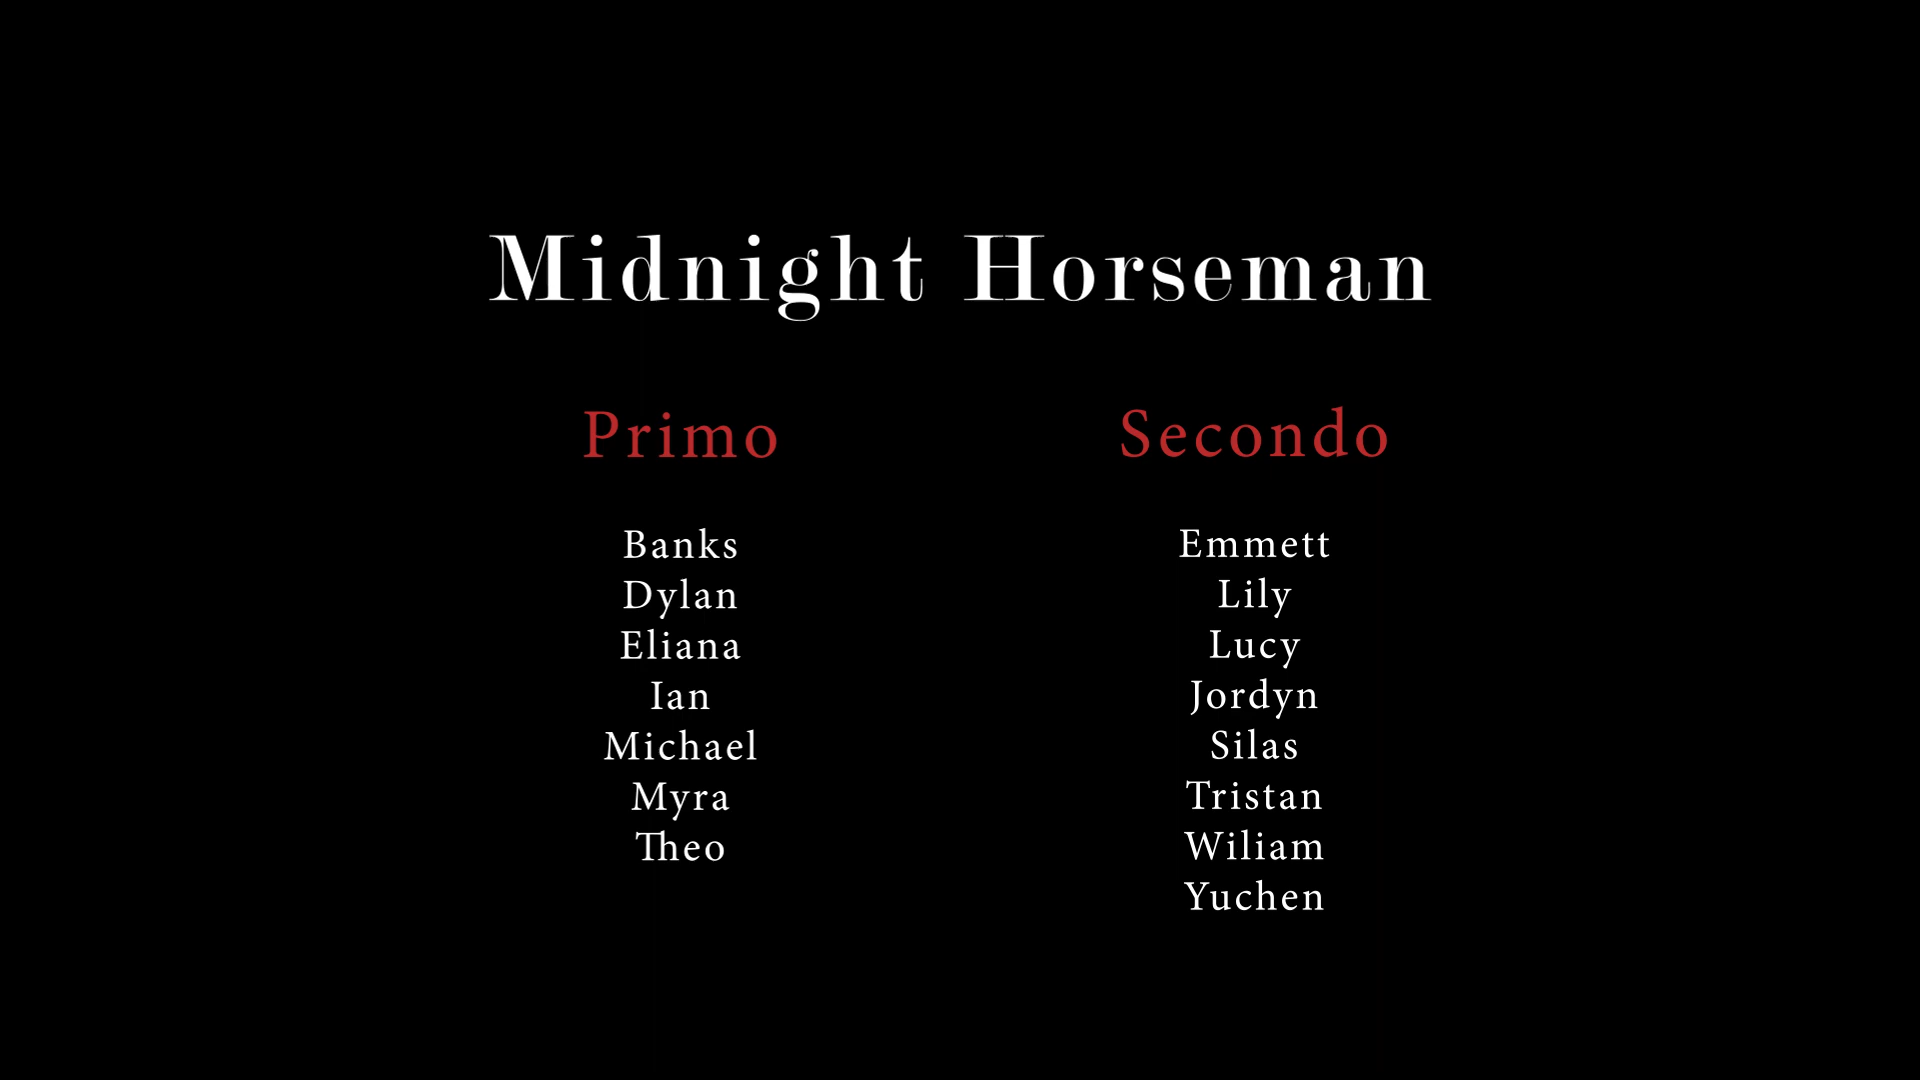 Midnight Horseman
Primo
Banks
Dylan
Eliana
Ian
Michael
Myra
Theo
Secondo
Emmett
Lily
Lucy
Jordyn
Silas
Tristan
Wiliam
Yuchen